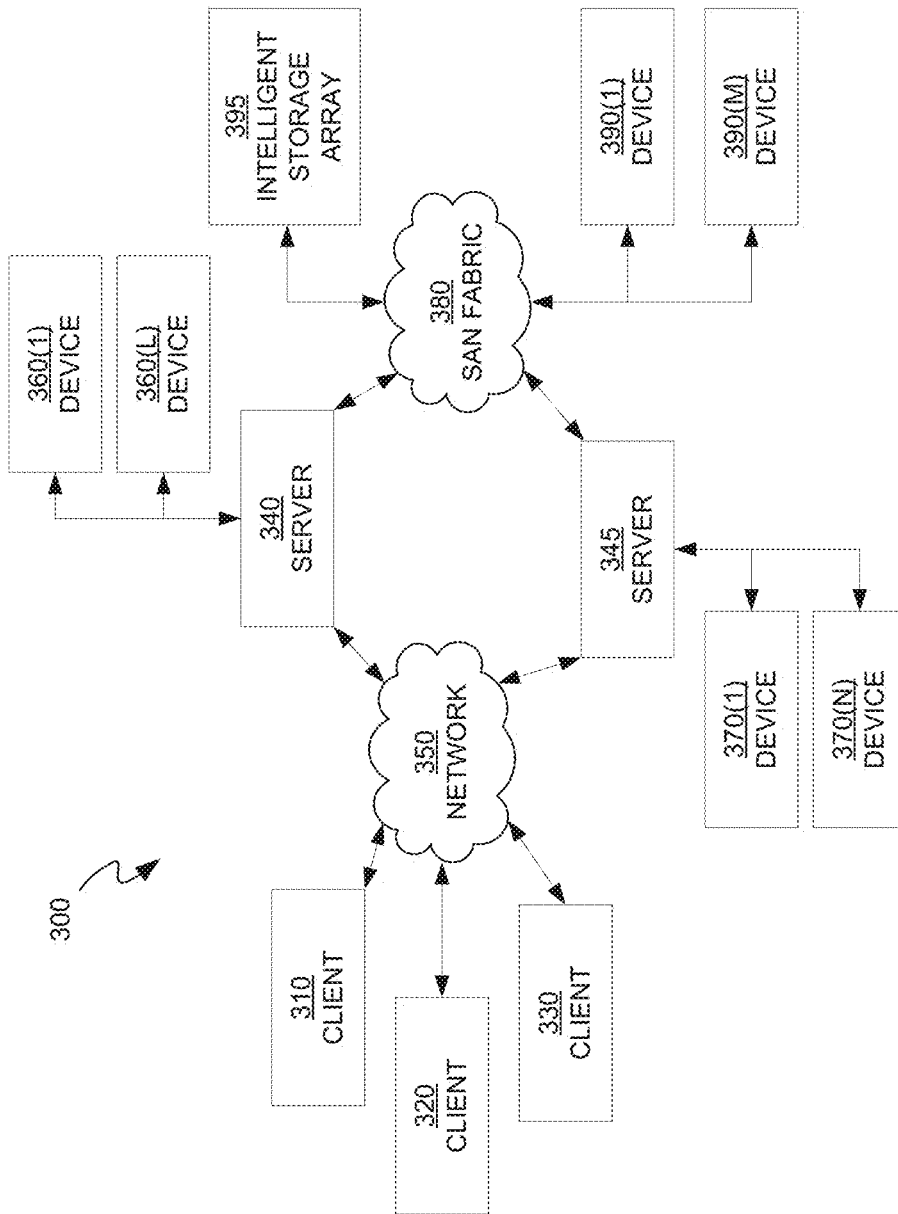 300
310
CLIENT
320
CLIENT
330
CLIENT
350
NETWORK
340
SERVER
345
SERVER
360(1)
DEVICE
360(L)
DEVICE
370(1)
DEVICE
370(N)
DEVICE
380
SAN FABRIC
395
INTELLIGENT
STORAGE
ARRAY
390(1)
DEVICE
390(M)
DEVICE